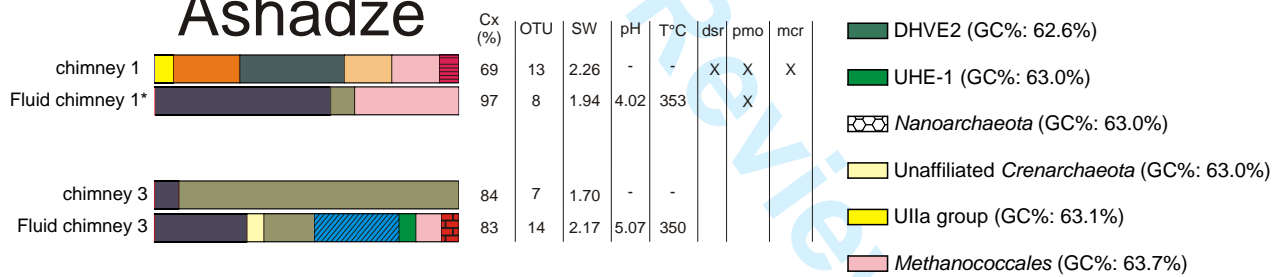 Ashadze
Cx (%) OTU SW pH T°C dsr pmo mcr
chimney 1 69 13 2.26 - - X X X
Fluid chimney 1* 97 8 1.94 4.02 353 X
chimney 3 84 7 1.70 - -
Fluid chimney 3 83 14 2.17 5.07 350
DHVE2 (GC%: 62.6%)
UHE-1 (GC%: 63.0%)
Nanoarchaeota (GC%: 63.0%)
Unaffiliated Crenarchaeota (GC%: 63.0%)
UIIa group (GC%: 63.1%)
Methanococcales (GC%: 63.7%)
Review